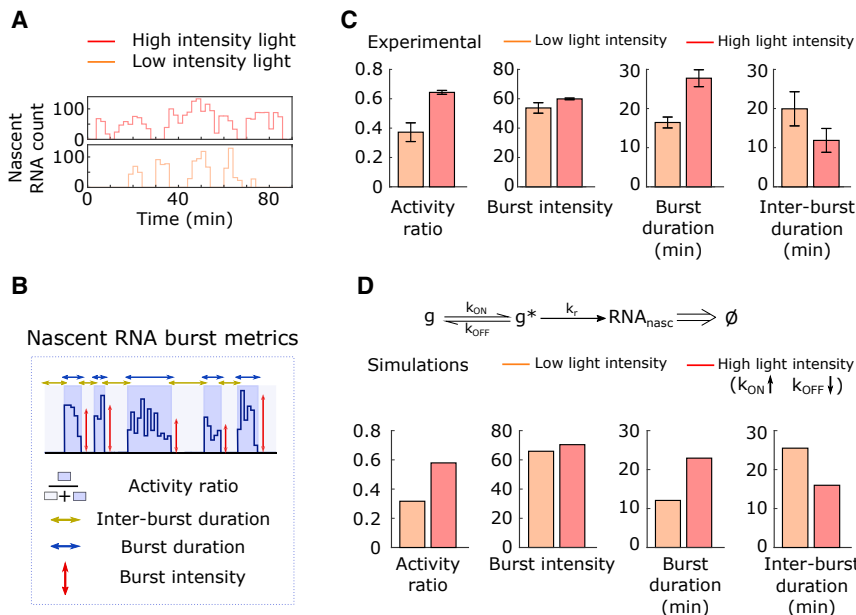 A
High intensity light
Low intensity light
Nascent
RNA count
100
0
100
0
0
40
80
Time (min)
B
Nascent RNA burst metrics
+
Activity ratio
Inter-burst duration
Burst duration
Burst intensity
C
Experimental
Low light intensity
High light intensity
0.8
0.6
0.4
0.2
0
Activity
ratio
80
60
40
20
0
Burst intensity
30
20
10
0
Burst
duration
(min)
30
20
10
0
Inter-burst
duration
(min)
D
g kON kOFF g* kr RNAnasc ∅
Simulations
Low light intensity
High light intensity
(kON↑ kOFF↓)
0.8
0.6
0.4
0.2
0
Activity
ratio
80
60
40
20
0
Burst intensity
30
20
10
0
Burst
duration
(min)
30
20
10
0
Inter-burst
duration
(min)